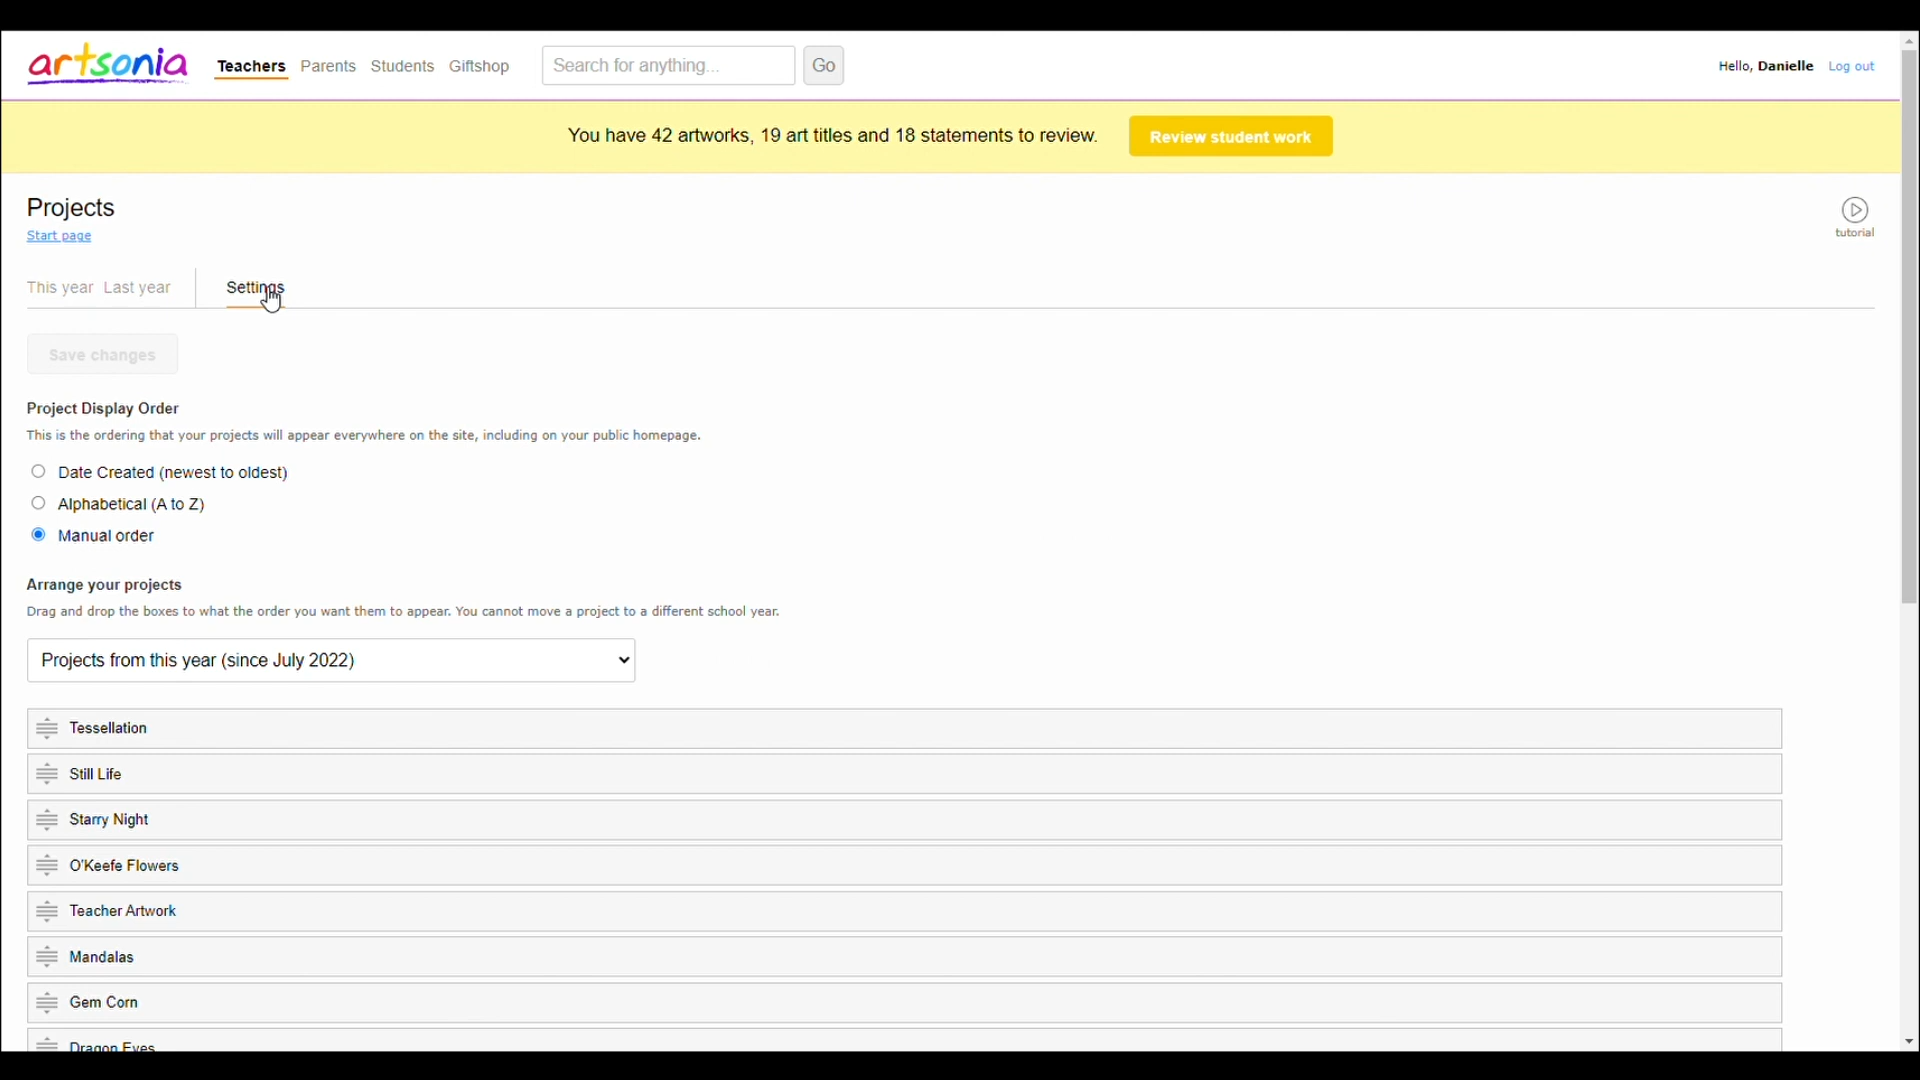 artsonia Teachers Parents Students Giftshop Search for anything... Go Hello, Danielle Log out
You have 42 artworks, 19 art titles and 18 statements to review. Review student work
Projects
Start page
tutorial
This year Last year Settings
Save changes
Project Display Order
This is the ordering that your projects will appear everywhere on the site, including on your public homepage.
Date Created (newest to oldest)
Alphabetical (A to Z)
Manual order
Arrange your projects
Drag and drop the boxes to what the order you want them to appear. You cannot move a project to a different school year.
Projects from this year (since July 2022)
Tessellation
Still Life
Starry Night
O'Keefe Flowers
Teacher Artwork
Mandalas
Gem Corn
Dragon Eyes